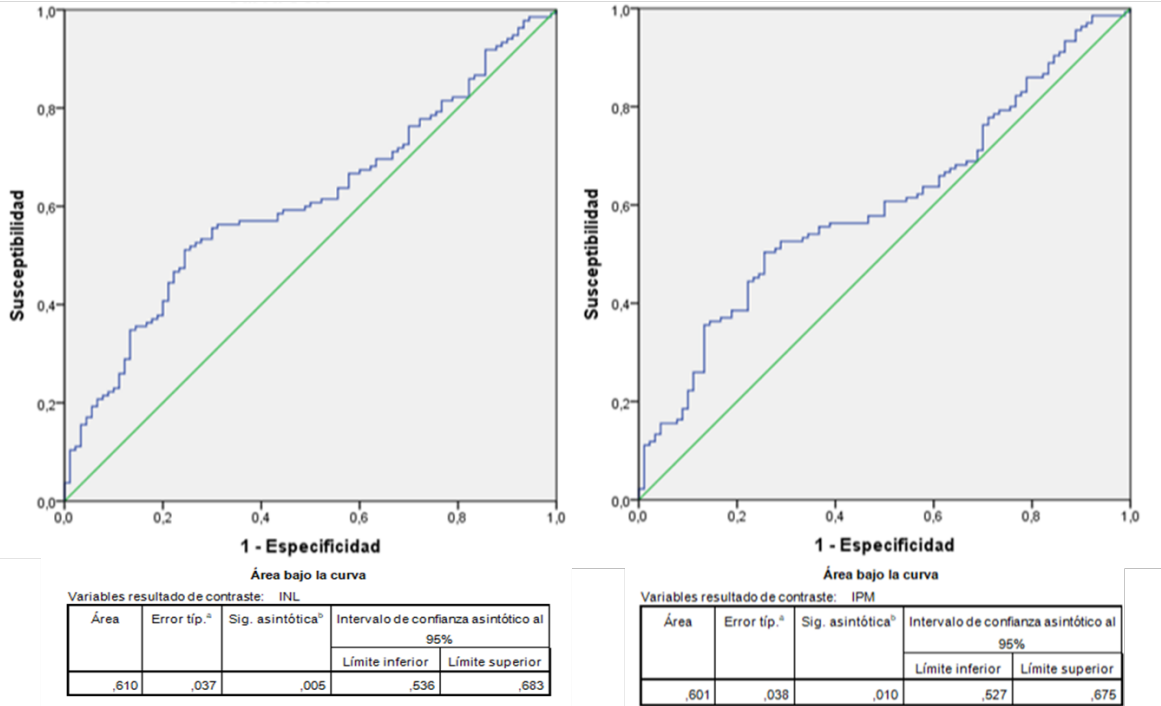 1,0
0,8
0,6
0,4
0,2
0,0
Susceptibilidad
0,0 0,2 0,4 0,6 0,8 1,0
1 - Especificidad
Área bajo la curva
Variables resultado de contraste: INL
Área Error típ.ª Sig. asintóticaᵇ Intervalo de confianza asintótico al
95%
Límite inferior Límite superior
,610 ,037 ,005 ,536 ,683
1,0
0,8
0,6
0,4
0,2
0,0
Susceptibilidad
0,0 0,2 0,4 0,6 0,8 1,0
1 - Especificidad
Área bajo la curva
Variables resultado de contraste: IPM
Área Error típ.ª Sig. asintóticaᵇ Intervalo de confianza asintótico al
95%
Límite inferior Límite superior
,601 ,038 ,010 ,527 ,675